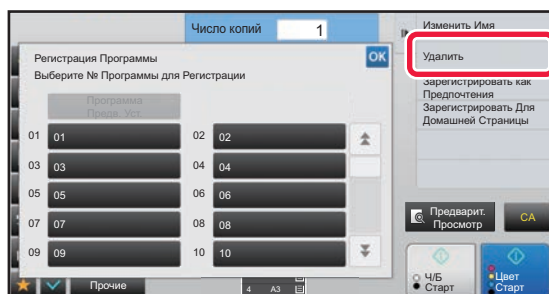 Число копий 1
Изменить Имя
Регистрация Программы
OK
Удалить
Выберите № Программы для Регистрации
Зарегистрировать как
Предпочтения
Программа
Предв. Уст.
Зарегистрировать Для
Домашней Страницы
01 01 02 02
03 03 04 04
05 05 06 06
07 07 08 08
Предварит.
Просмотр
CA
09 09 10 10
Ч/Б
Старт
Цвет
Старт
Прочие
4 A3